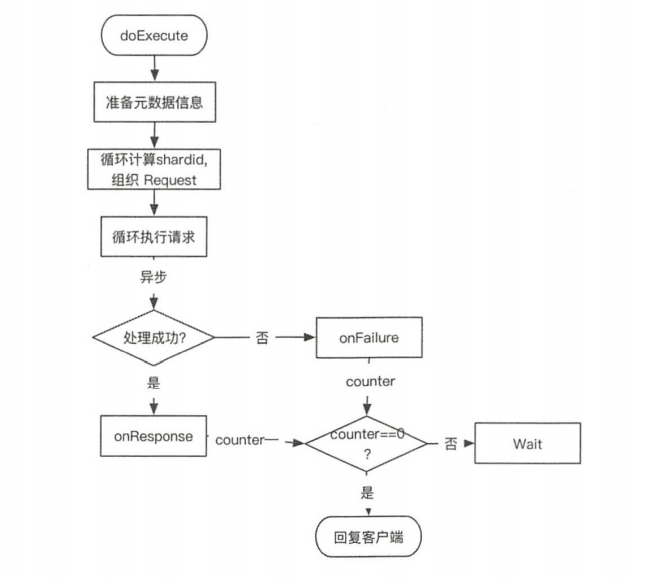 doExecute
准备元数据信息
循环计算shardid,
组织 Request
循环执行请求
异步
处理成功?
否
onFailure
是
counter
onResponse
counter
counter==0
?
否
Wait
是
回复客户端